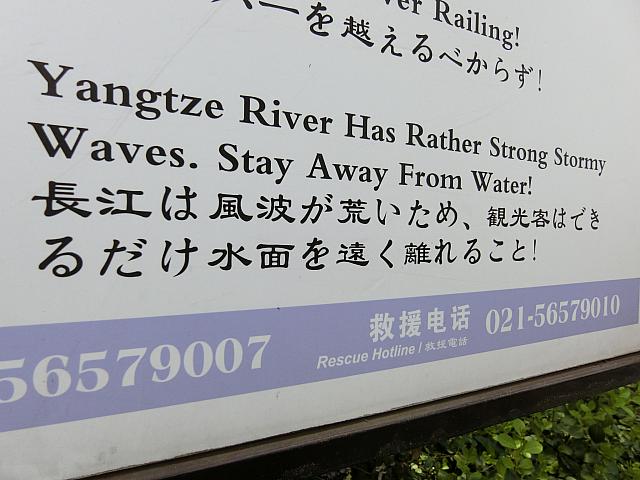 ver Railing!
スーを越えるべからず!
Yangtze River Has Rather Strong Stormy
Waves. Stay Away From Water!
長江は風波が荒いため、観光客はでき
るだけ水面を遠く離れること!
56579007 救援电话 021-56579010
Rescue Hotline / 救援電話